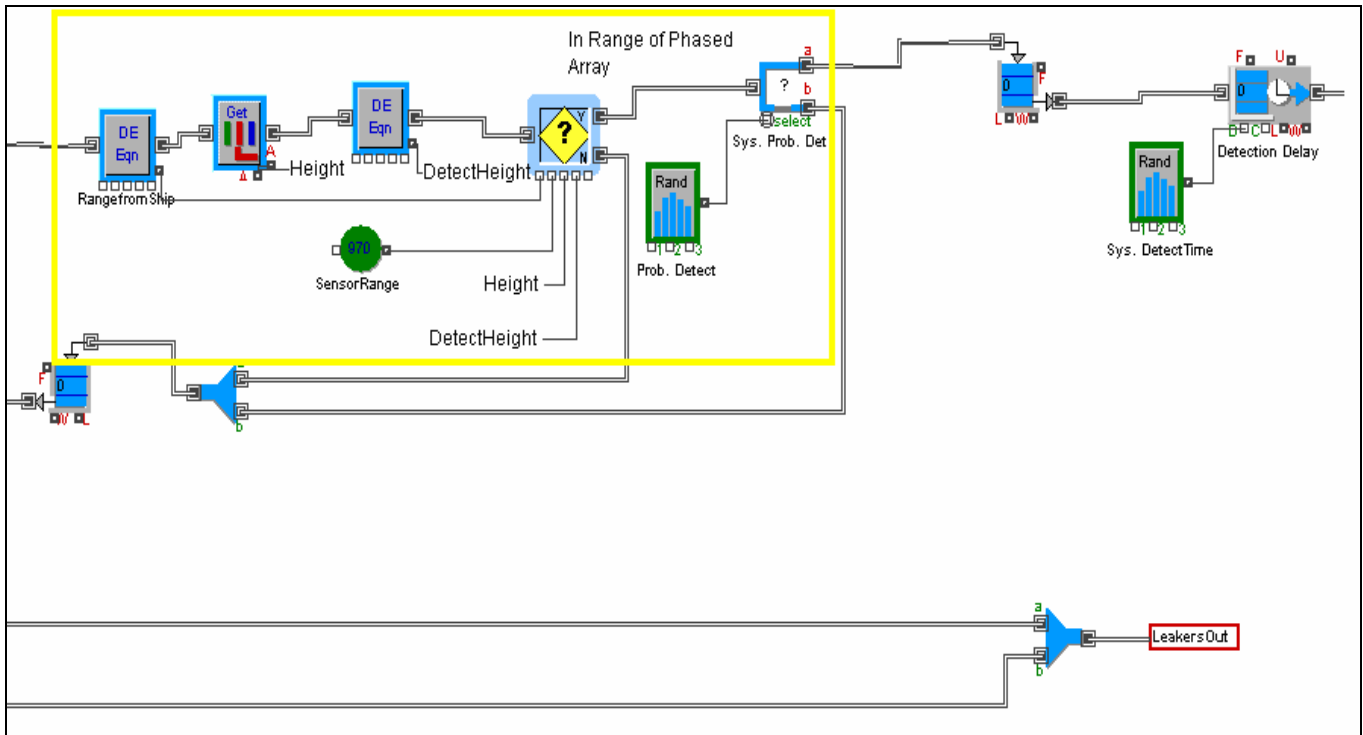 In Range of Phased
Array
a
b
?
select
Sys. Prob. Det
DE
Eqn
RangefromShip
Get
A
Δ
Height
DE
Eqn
DetectHeight
?
Y
N
Rand
1 2 3
Prob. Detect
970
SensorRange
Height
DetectHeight
0
F
L W
F U
0
D C L W
Detection Delay
Rand
1 2 3
Sys. DetectTime
F
0
W L
b
a
b
LeakersOut